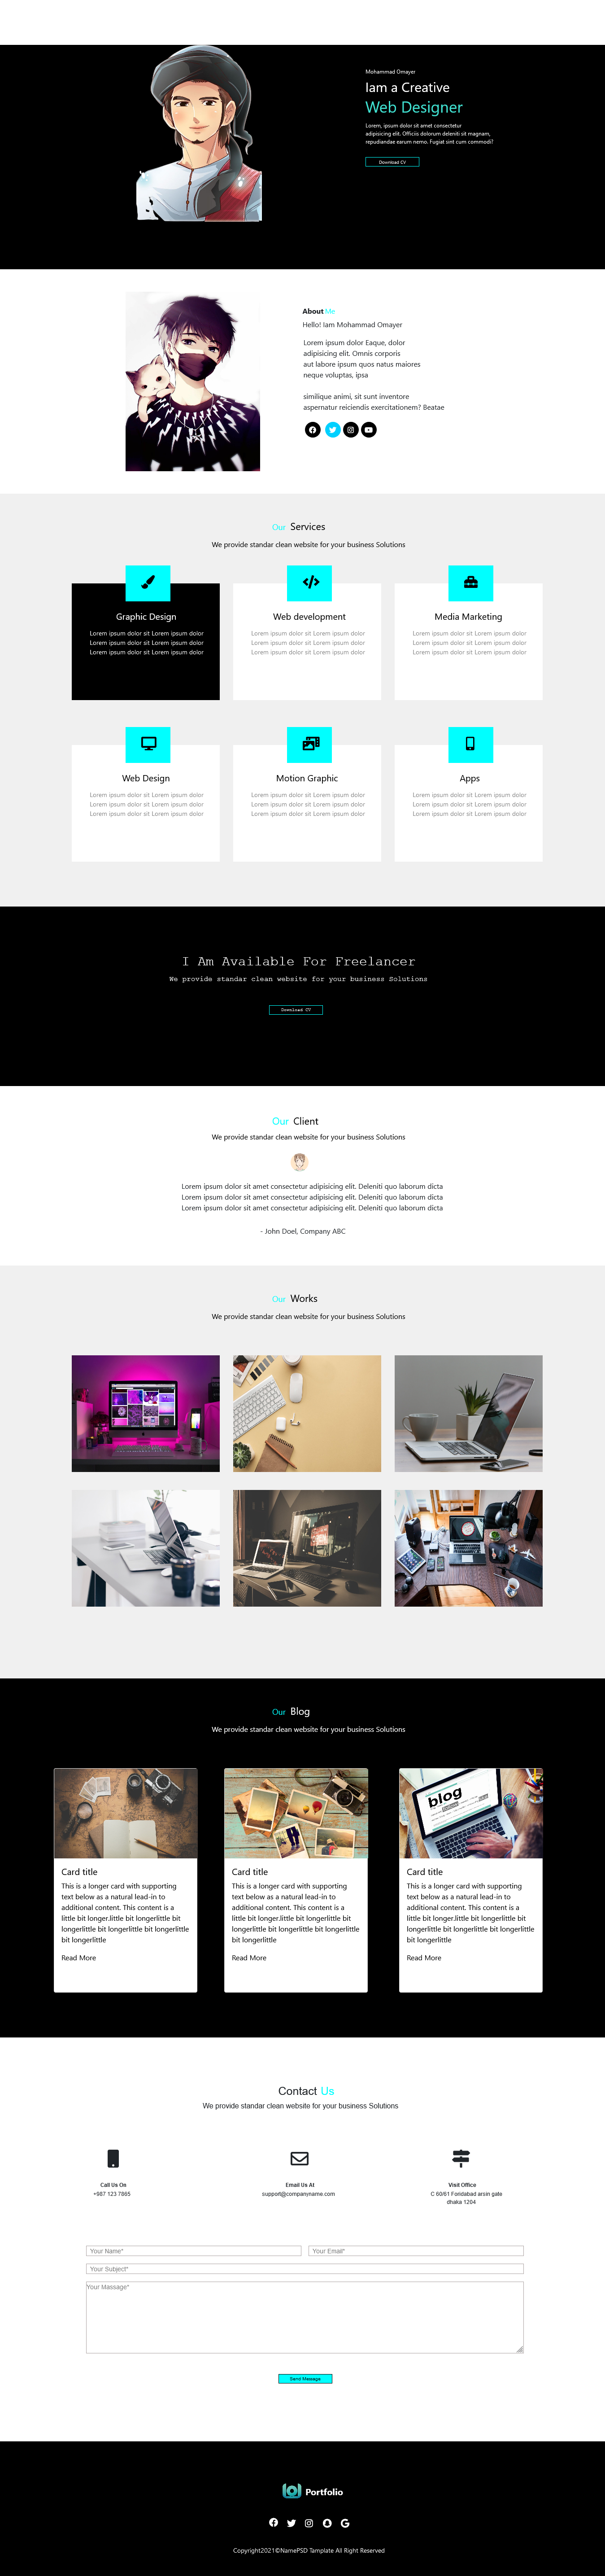 Mohammad Omayer
Iam a Creative
Web Designer
Lorem, ipsum dolor sit amet consectetur
adipisicing elit. Officiis dolorum deleniti sit magnam,
repudiandae earum nemo. Fugiat sint cum commodi?
Download CV
About Me
Hello! Iam Mohammad Omayer
Lorem ipsum dolor Eaque, dolor
adipisicing elit. Omnis corporis
aut labore ipsum quos natus maiores
neque voluptas, ipsa
similique animi, sit sunt inventore
aspernatur reiciendis exercitationem? Beatae
Our Services
We provide standar clean website for your business Solutions
Graphic Design
Lorem ipsum dolor sit Lorem ipsum dolor
Lorem ipsum dolor sit Lorem ipsum dolor
Lorem ipsum dolor sit Lorem ipsum dolor
Web development
Lorem ipsum dolor sit Lorem ipsum dolor
Lorem ipsum dolor sit Lorem ipsum dolor
Lorem ipsum dolor sit Lorem ipsum dolor
Media Marketing
Lorem ipsum dolor sit Lorem ipsum dolor
Lorem ipsum dolor sit Lorem ipsum dolor
Lorem ipsum dolor sit Lorem ipsum dolor
Web Design
Lorem ipsum dolor sit Lorem ipsum dolor
Lorem ipsum dolor sit Lorem ipsum dolor
Lorem ipsum dolor sit Lorem ipsum dolor
Motion Graphic
Lorem ipsum dolor sit Lorem ipsum dolor
Lorem ipsum dolor sit Lorem ipsum dolor
Lorem ipsum dolor sit Lorem ipsum dolor
Apps
Lorem ipsum dolor sit Lorem ipsum dolor
Lorem ipsum dolor sit Lorem ipsum dolor
Lorem ipsum dolor sit Lorem ipsum dolor
I Am Available For Freelancer
We provide standar clean website for your business Solutions
Download CV
Our Client
We provide standar clean website for your business Solutions
Lorem ipsum dolor sit amet consectetur adipisicing elit. Deleniti quo laborum dicta
Lorem ipsum dolor sit amet consectetur adipisicing elit. Deleniti quo laborum dicta
Lorem ipsum dolor sit amet consectetur adipisicing elit. Deleniti quo laborum dicta
- John Doel, Company ABC
Our Works
We provide standar clean website for your business Solutions
Our Blog
We provide standar clean website for your business Solutions
Card title
This is a longer card with supporting
text below as a natural lead-in to
additional content. This content is a
little bit longer.little bit longerlittle bit
longerlittle bit longerlittle bit longerlittle
bit longerlittle
Read More
Card title
This is a longer card with supporting
text below as a natural lead-in to
additional content. This content is a
little bit longer.little bit longerlittle bit
longerlittle bit longerlittle bit longerlittle
bit longerlittle
Read More
blog
Card title
This is a longer card with supporting
text below as a natural lead-in to
additional content. This content is a
little bit longer.little bit longerlittle bit
longerlittle bit longerlittle bit longerlittle
bit longerlittle
Read More
Contact Us
We provide standar clean website for your business Solutions
Call Us On
+987 123 7865
Email Us At
support@companyname.com
Visit Office
C 60/61 Foridabad arsin gate
dhaka 1204
Your Name*
Your Email*
Your Subject*
Your Massage*
Send Message
Portfolio
Copyright2021©NamePSD Tamplate All Right Reserved